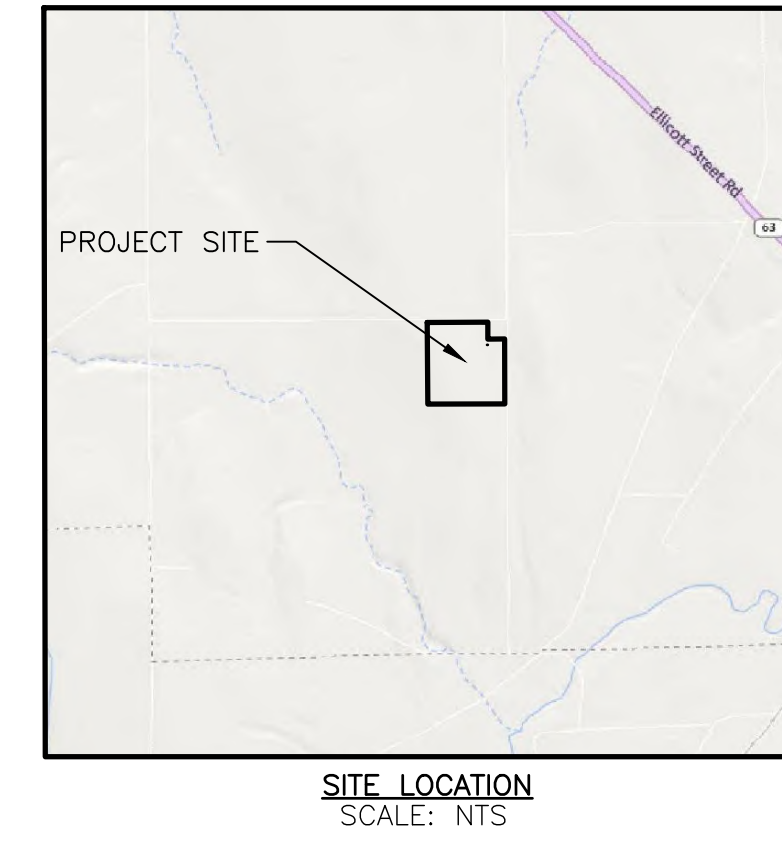 Ellicott Street Rd
63
PROJECT SITE
SITE LOCATION
SCALE: NTS